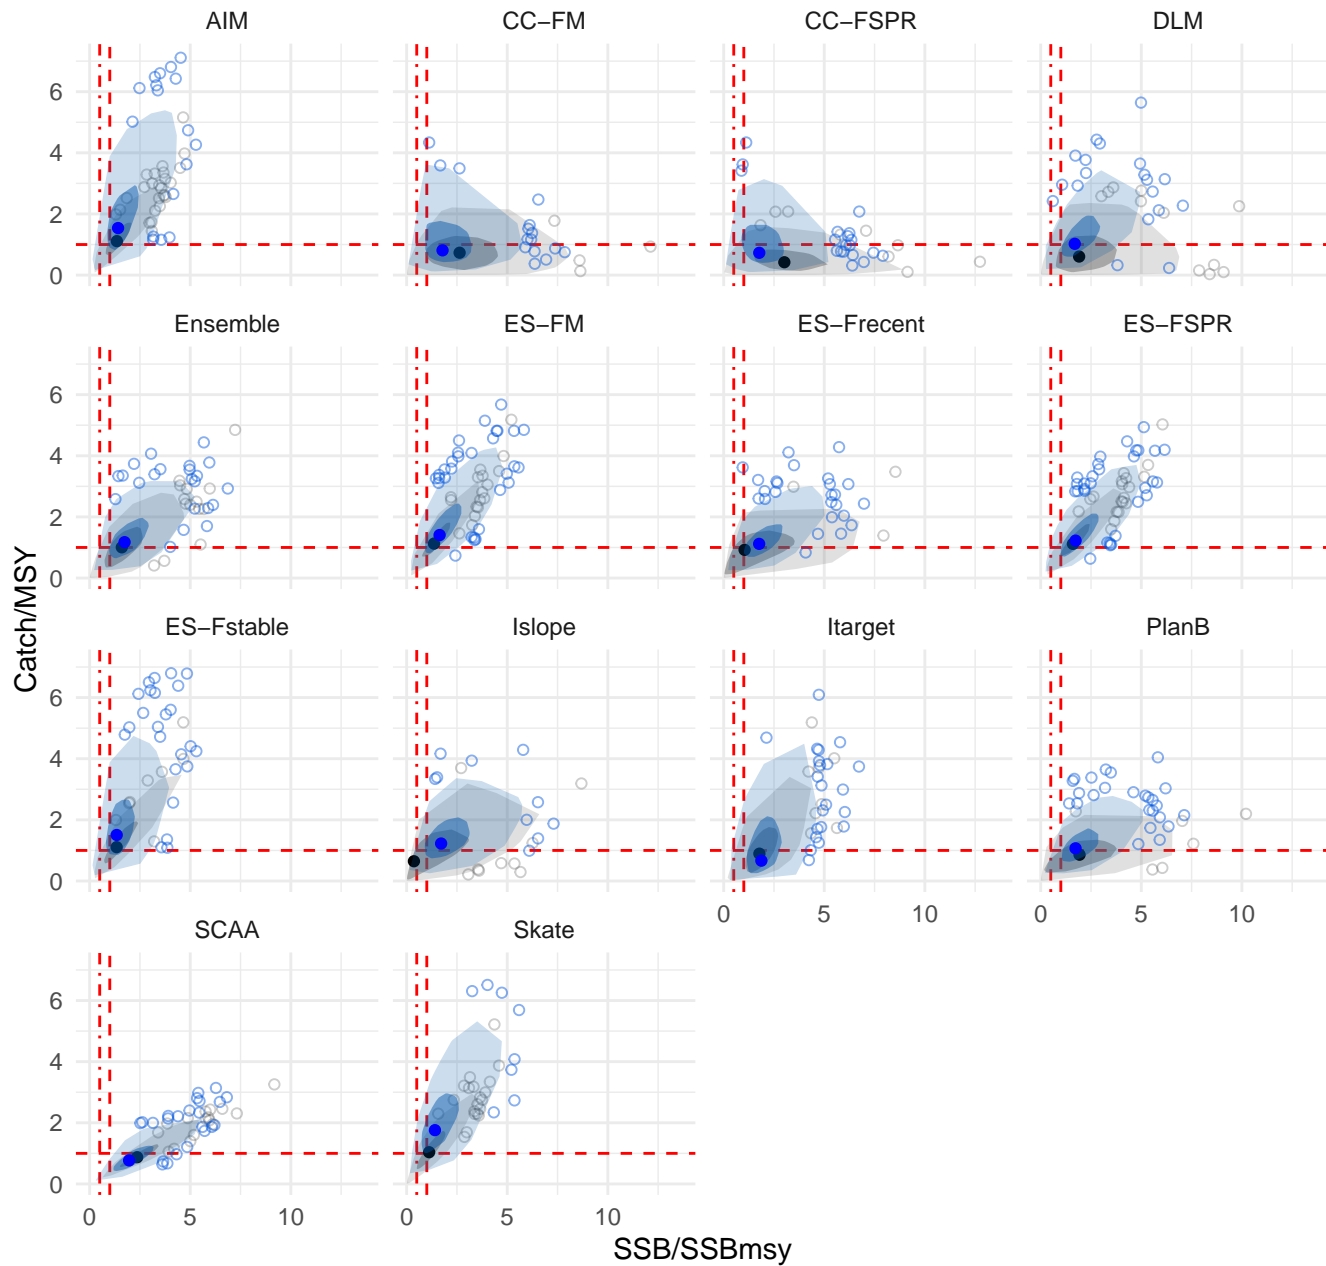 AIM CC−FM CC−FSPR DLM
6
4
2
0
Ensemble ES−FM ES−Frecent ES−FSPR
6
4
2
0
ES−Fstable Islope Itarget PlanB
6
4
2
0
0 5 10 0 5 10
SCAA Skate
6
4
2
0
0 5 10 0 5 10
Catch/MSY
SSB/SSBmsy